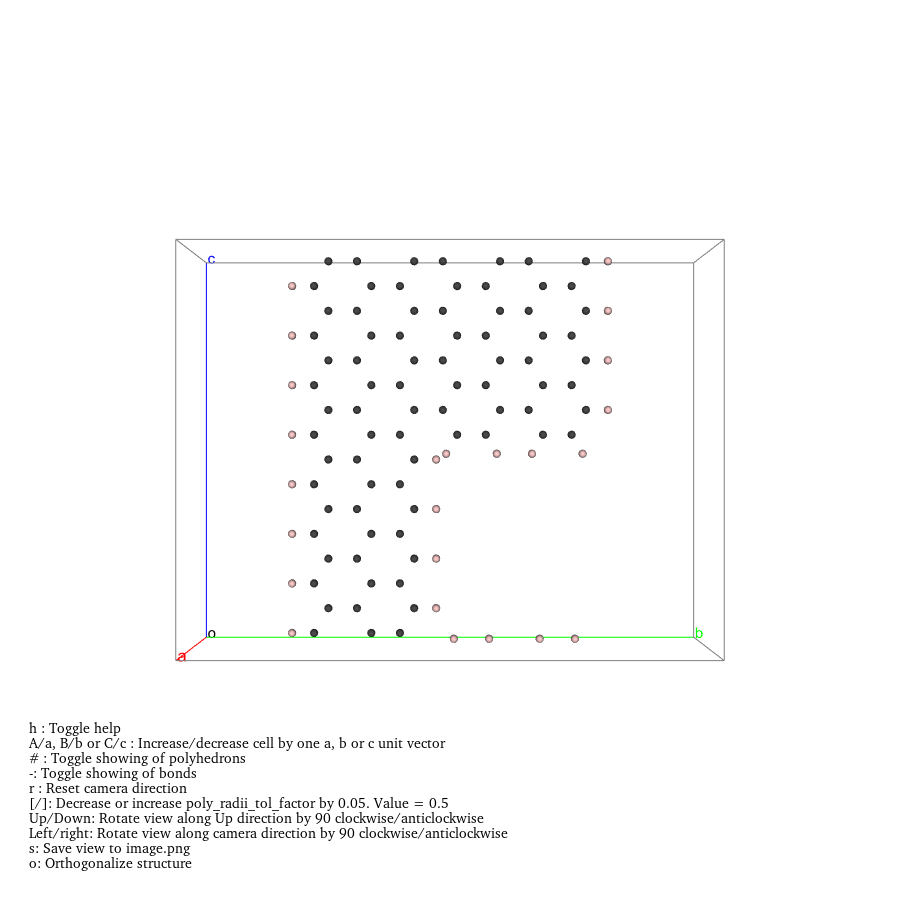 c
o
b
a
h : Toggle help
A/a, B/b or C/c : Increase/decrease cell by one a, b or c unit vector
# : Toggle showing of polyhedrons
-: Toggle showing of bonds
r : Reset camera direction
[/]: Decrease or increase poly_radii_tol_factor by 0.05. Value = 0.5
Up/Down: Rotate view along Up direction by 90 clockwise/anticlockwise
Left/right: Rotate view along camera direction by 90 clockwise/anticlockwise
s: Save view to image.png
o: Orthogonalize structure